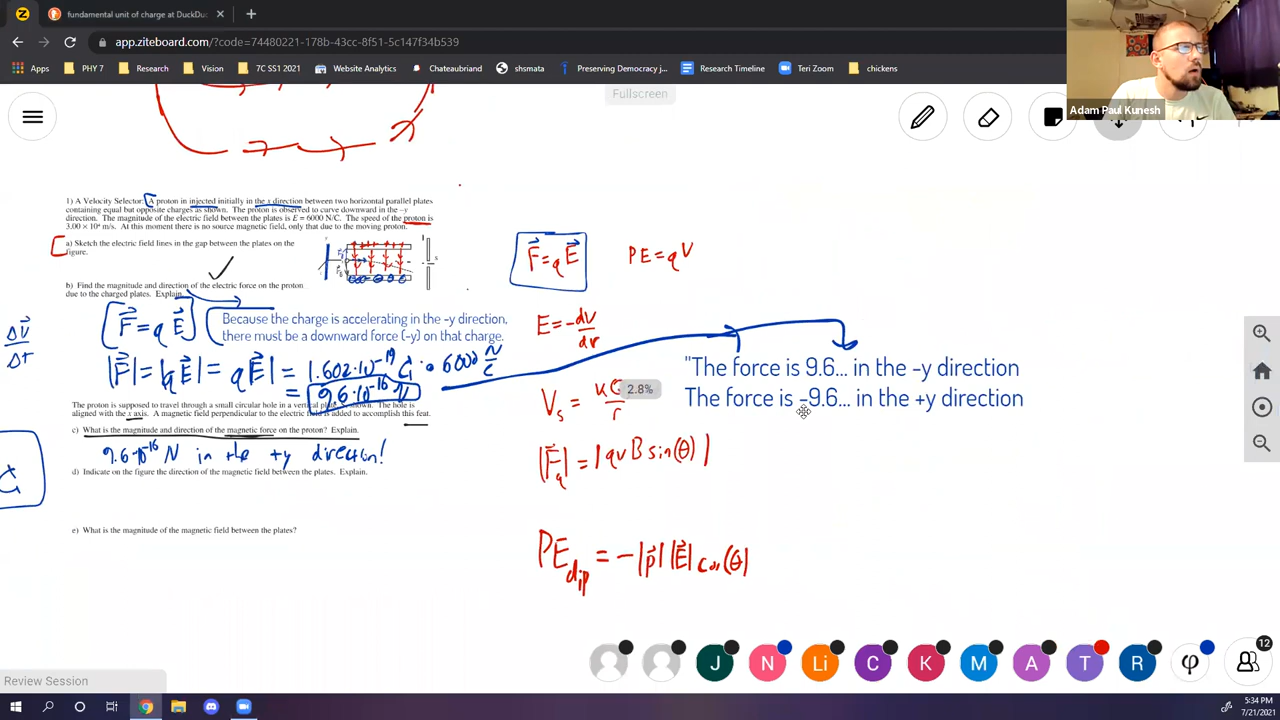 fundamental unit of charge at DuckDuc
app.ziteboard.com/?code=74480221-178b-43cc-8f51-5c147f34b539
Apps
PHY 7
Research
Vision
7C SS1 2021
Website Analytics
Chatzy
shsmata
Preserving Democracy j...
Research Timeline
Teri Zoom
chickens
Fullscreen
Adam Paul Kunesh
1) A Velocity Selector: A proton in injected initially in the x direction between two horizontal parallel plates
containing equal but opposite charges as shown. The proton is observed to curve downward in the –y
direction. The magnitude of the electric field between the plates is E = 6000 N/C. The speed of the proton is
m/s. At this moment there is no source magnetic field, only that due to the moving proton.
a) Sketch the electric field lines in the gap between the plates on the
figure.
b) Find the magnitude and direction of the electric force on the proton
due to the charged plates. Explain.
F = qE
Because the charge is accelerating in the -y direction,
there must be a downward force (-y) on that charge.
ΔV
Δr
|F| = |qE| = q|E| = 1.602·10⁻¹⁹ C · 6000 N/C
= 9.6·10⁻¹⁶ N
The proton is supposed to travel through a small circular hole in a vertical shown. The hole is
aligned with the x axis. A magnetic field perpendicular to the electric field is added to accomplish this feat.
c) What is the magnitude and direction of the magnetic force on the proton? Explain.
9.6·10⁻¹⁶ N in the +y direction!
d) Indicate on the figure the direction of the magnetic field between the plates. Explain.
e) What is the magnitude of the magnetic field between the plates?
F = qE
PE = qV
E = -dV/dr
2.8%
|F| = |qvB sin(θ)|
PE dip = -|p||E| cos(θ)
"The force is 9.6... in the -y direction
The force is -9.6... in the +y direction
J
N
Li
C
K
M
A
T
R
φ
12
Review Session
5:34 PM
7/21/2021